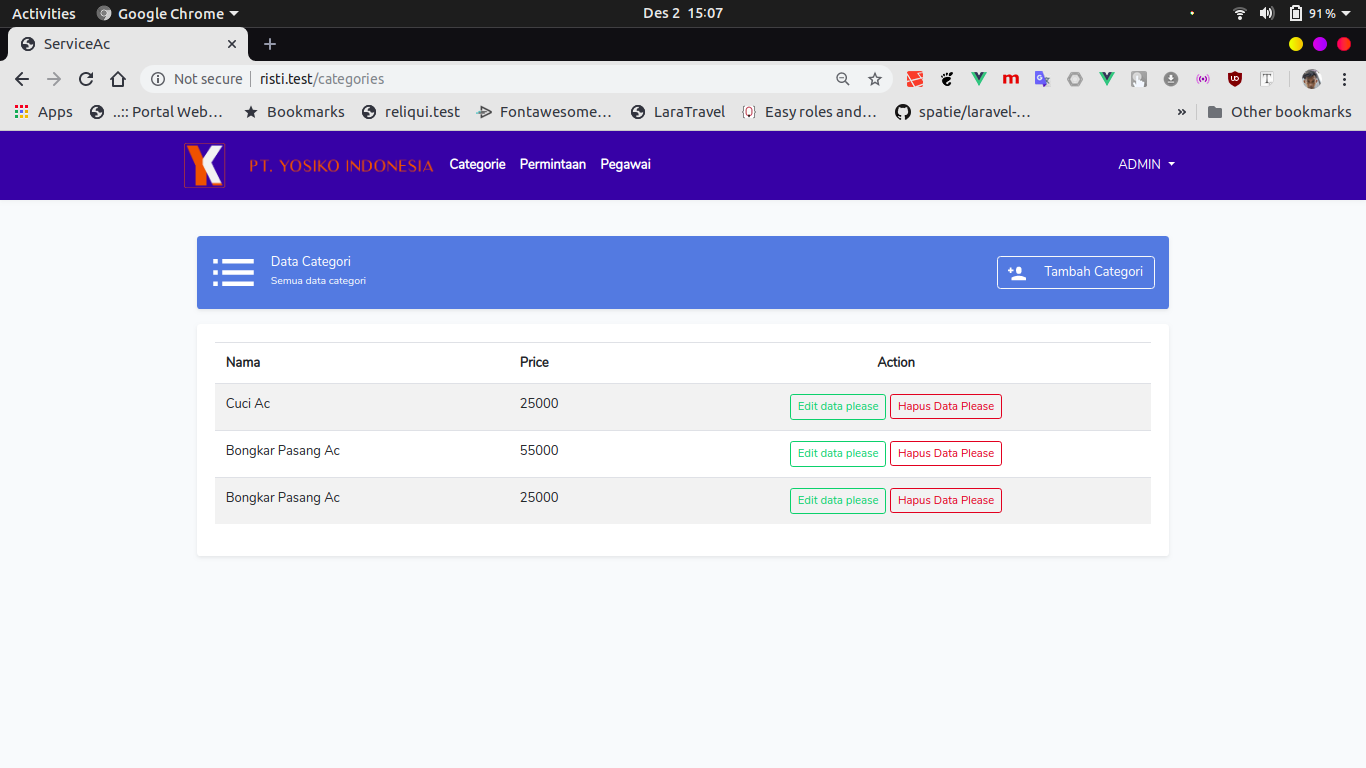 Activities Google Chrome Des 2 15:07 91%
ServiceAc
Not secure risti.test/categories
Apps ..:: Portal Web… Bookmarks reliqui.test Fontawesome… LaraTravel Easy roles and… spatie/laravel-… » Other bookmarks
PT. YOSIKO INDONESIA Categorie Permintaan Pegawai ADMIN
Data Categori
Semua data categori
Tambah Categori
Nama Price Action
Cuci Ac 25000 Edit data please Hapus Data Please
Bongkar Pasang Ac 55000 Edit data please Hapus Data Please
Bongkar Pasang Ac 25000 Edit data please Hapus Data Please